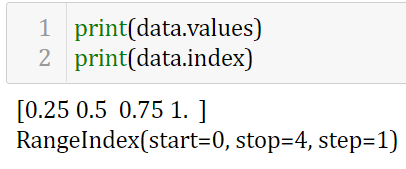 1 print(data.values)
2 print(data.index)
[0.25 0.5  0.75 1.  ]
RangeIndex(start=0, stop=4, step=1)